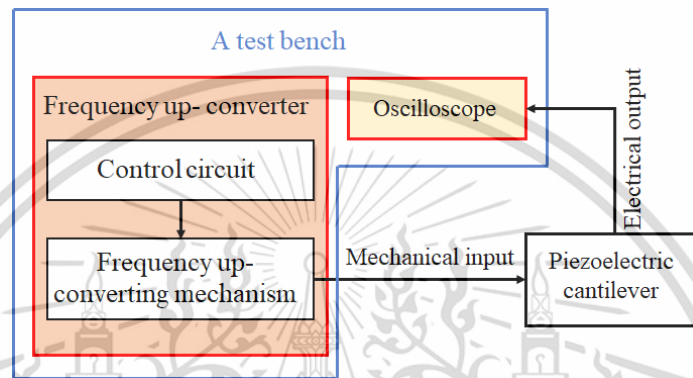 A test bench
Frequency up- converter
Oscilloscope
Control circuit
Electrical output
Frequency up-
converting mechanism
Mechanical input
Piezoelectric
cantilever